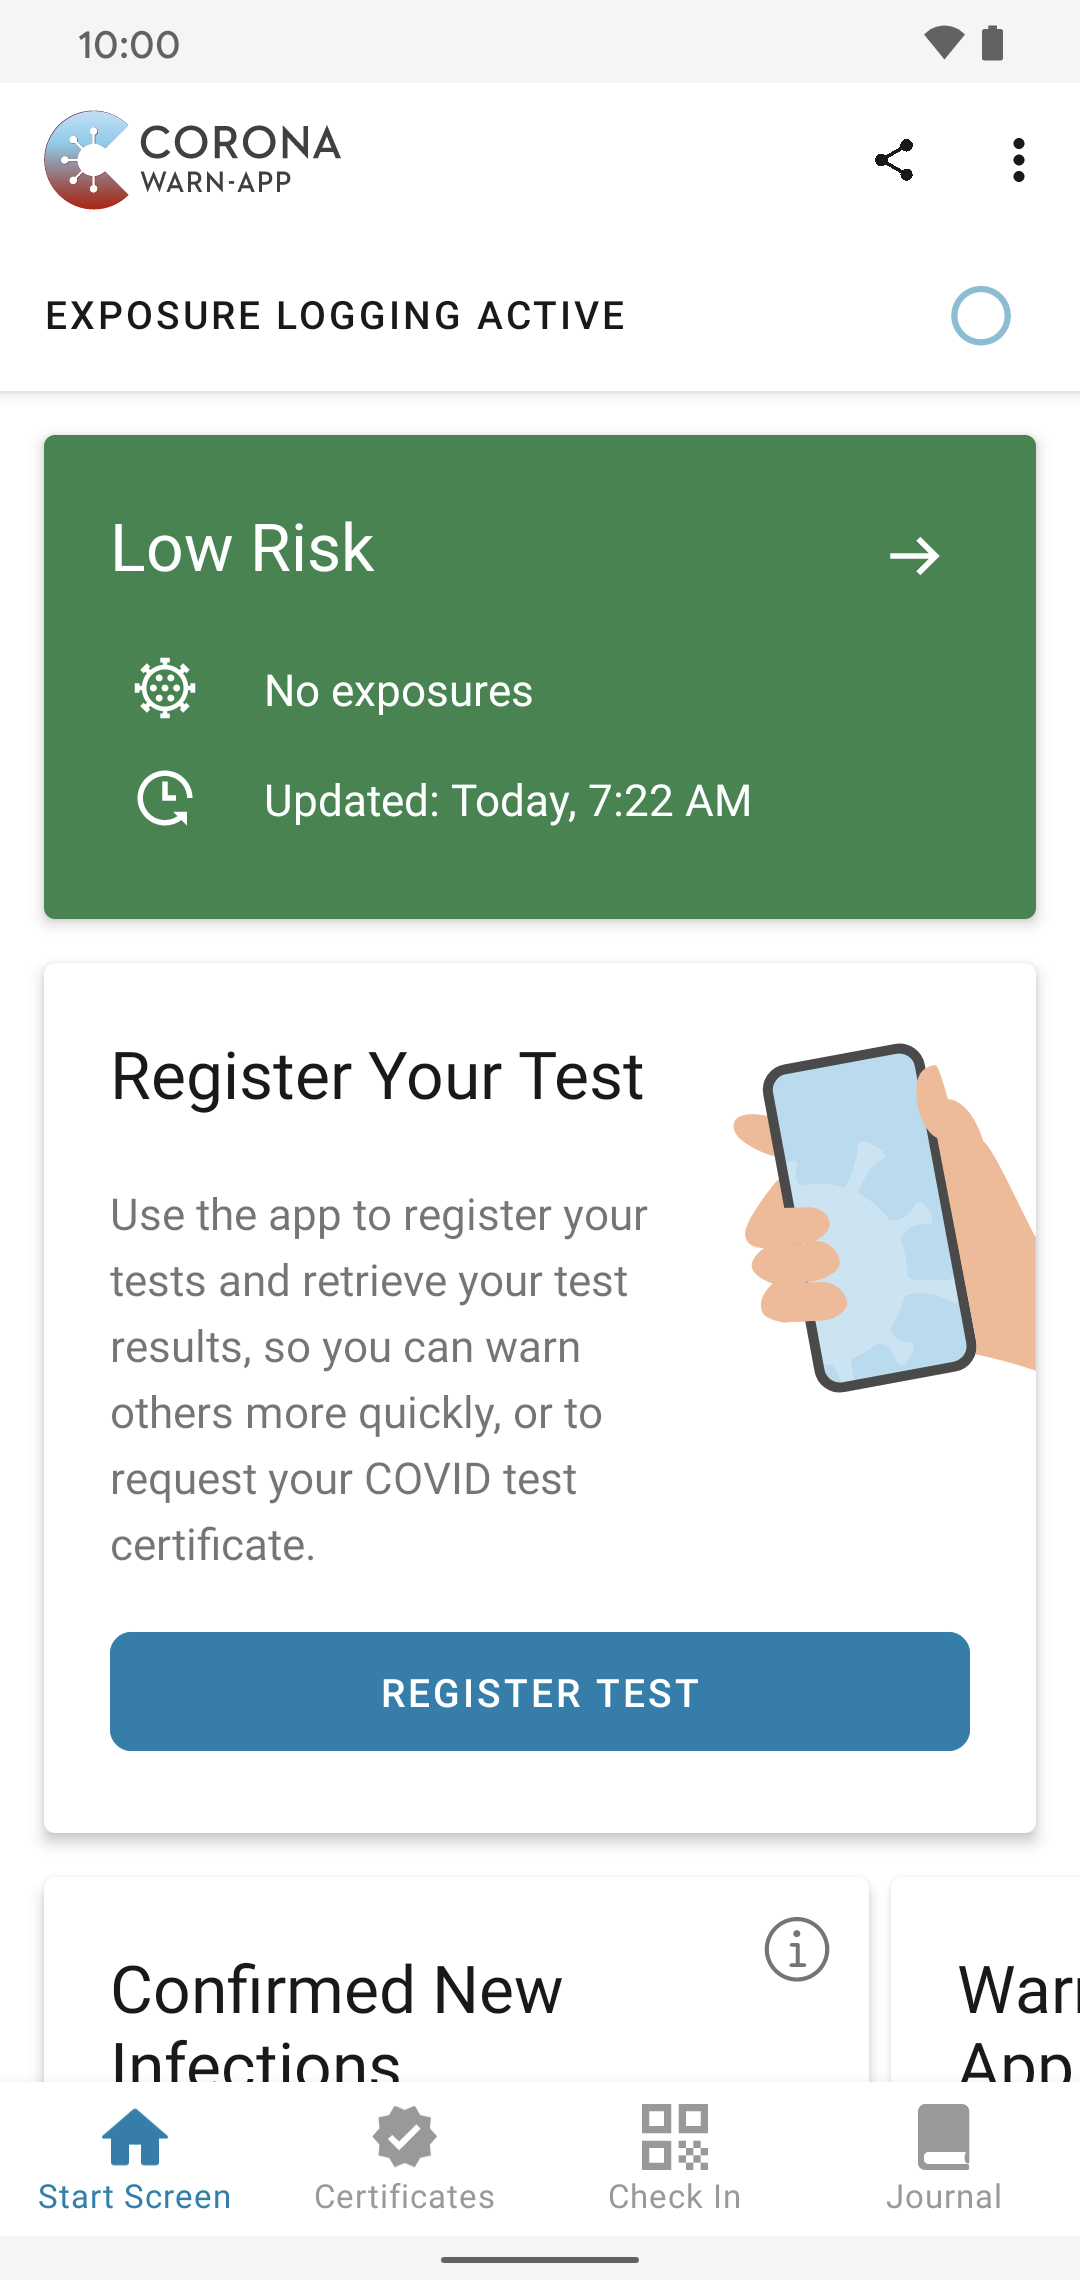 10:00
CORONA
WARN-APP
EXPOSURE LOGGING ACTIVE
Low Risk
No exposures
Updated: Today, 7:22 AM
Register Your Test
Use the app to register your
tests and retrieve your test
results, so you can warn
others more quickly, or to
request your COVID test
certificate.
REGISTER TEST
Confirmed New
Infections
App
Start Screen
Certificates
Check In
Journal